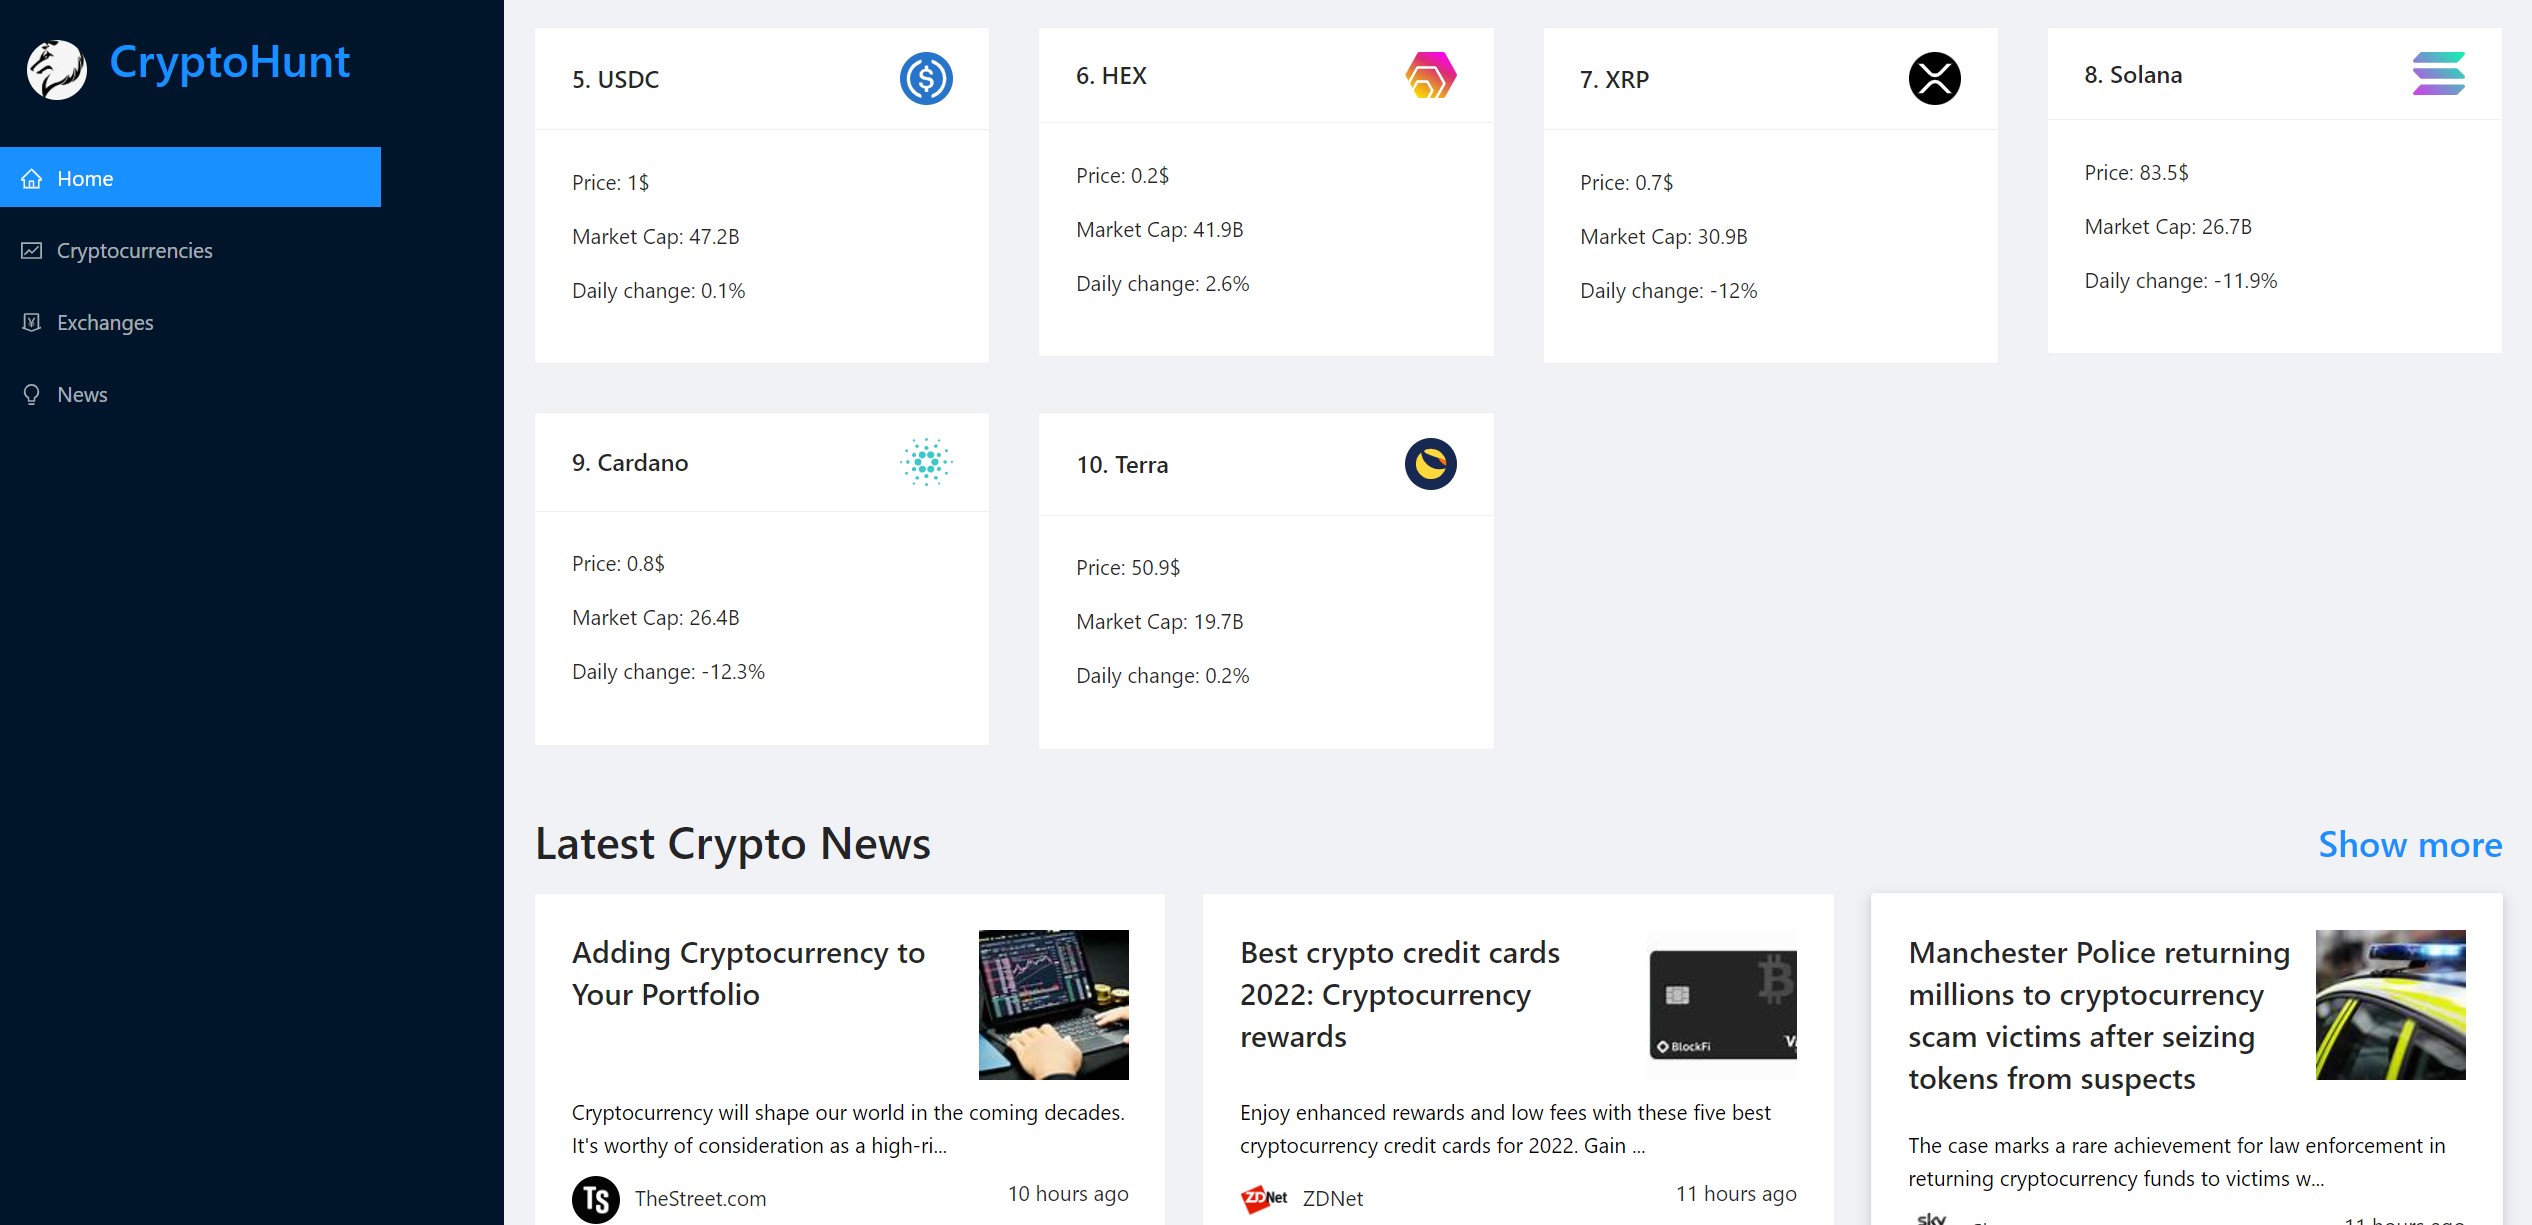 CryptoHunt
Home
Cryptocurrencies
Exchanges
News
5. USDC
Price: 1$
Market Cap: 47.2B
Daily change: 0.1%
6. HEX
Price: 0.2$
Market Cap: 41.9B
Daily change: 2.6%
7. XRP
Price: 0.7$
Market Cap: 30.9B
Daily change: -12%
8. Solana
Price: 83.5$
Market Cap: 26.7B
Daily change: -11.9%
9. Cardano
Price: 0.8$
Market Cap: 26.4B
Daily change: -12.3%
10. Terra
Price: 50.9$
Market Cap: 19.7B
Daily change: 0.2%
Latest Crypto News
Show more
Adding Cryptocurrency to
Your Portfolio
Cryptocurrency will shape our world in the coming decades.
It's worthy of consideration as a high-ri...
TS
TheStreet.com
10 hours ago
Best crypto credit cards
2022: Cryptocurrency
rewards
BlockFi
Enjoy enhanced rewards and low fees with these five best
cryptocurrency credit cards for 2022. Gain ...
ZDNet
ZDNet
11 hours ago
Manchester Police returning
millions to cryptocurrency
scam victims after seizing
tokens from suspects
The case marks a rare achievement for law enforcement in
returning cryptocurrency funds to victims w...
sky
11 hours ago